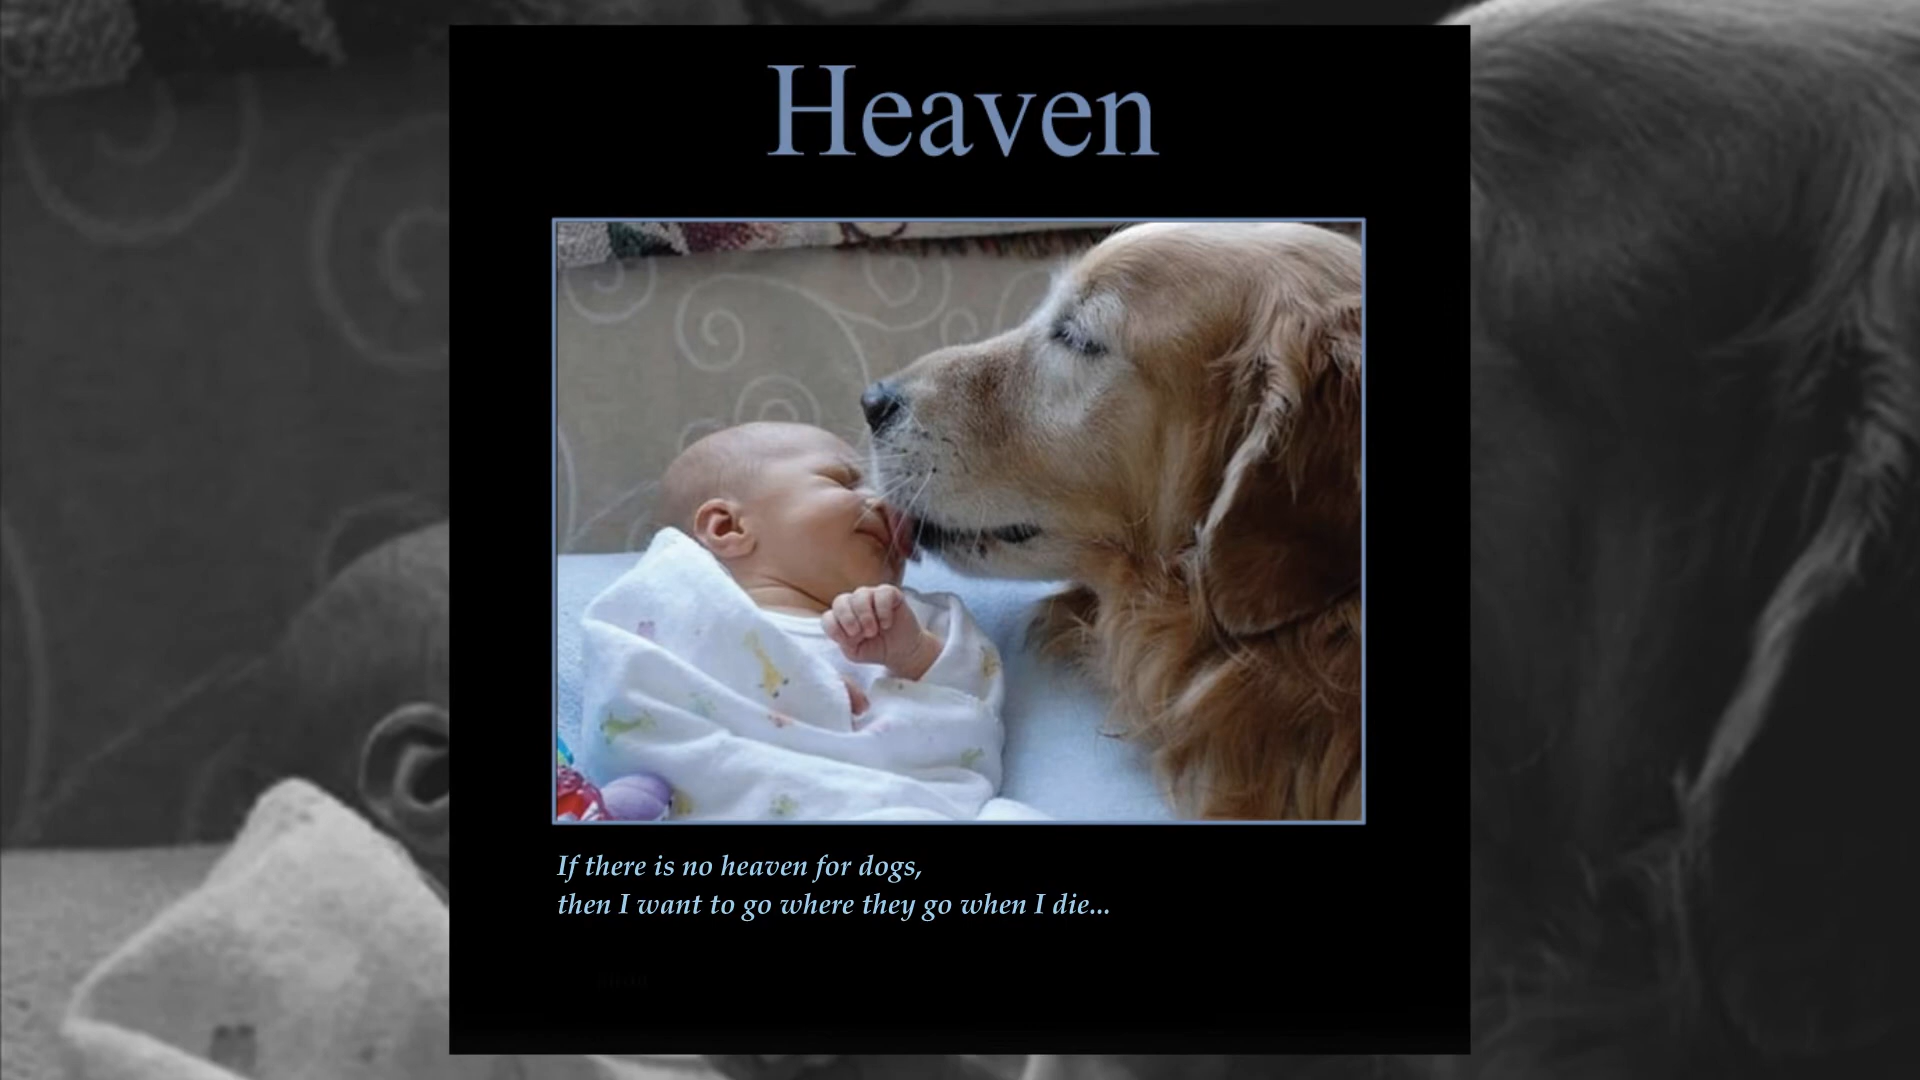 Heaven
If there is no heaven for dogs,
then I want to go where they go when I die...